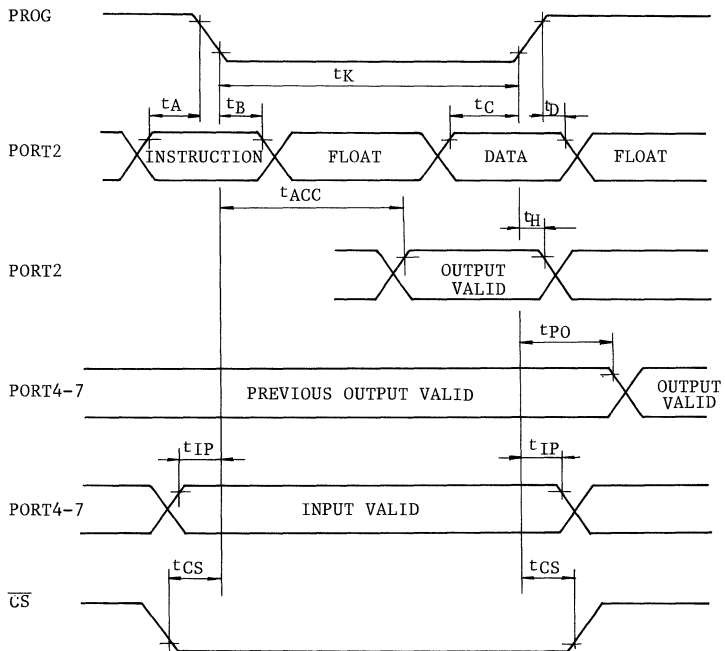 PROG
tK
tA
tB
tC
tD
PORT2
INSTRUCTION
FLOAT
DATA
FLOAT
tACC
tH
PORT2
OUTPUT
VALID
tPO
PORT4-7
PREVIOUS OUTPUT VALID
OUTPUT
VALID
tIP
tIP
PORT4-7
INPUT VALID
tCS
tCS
CS